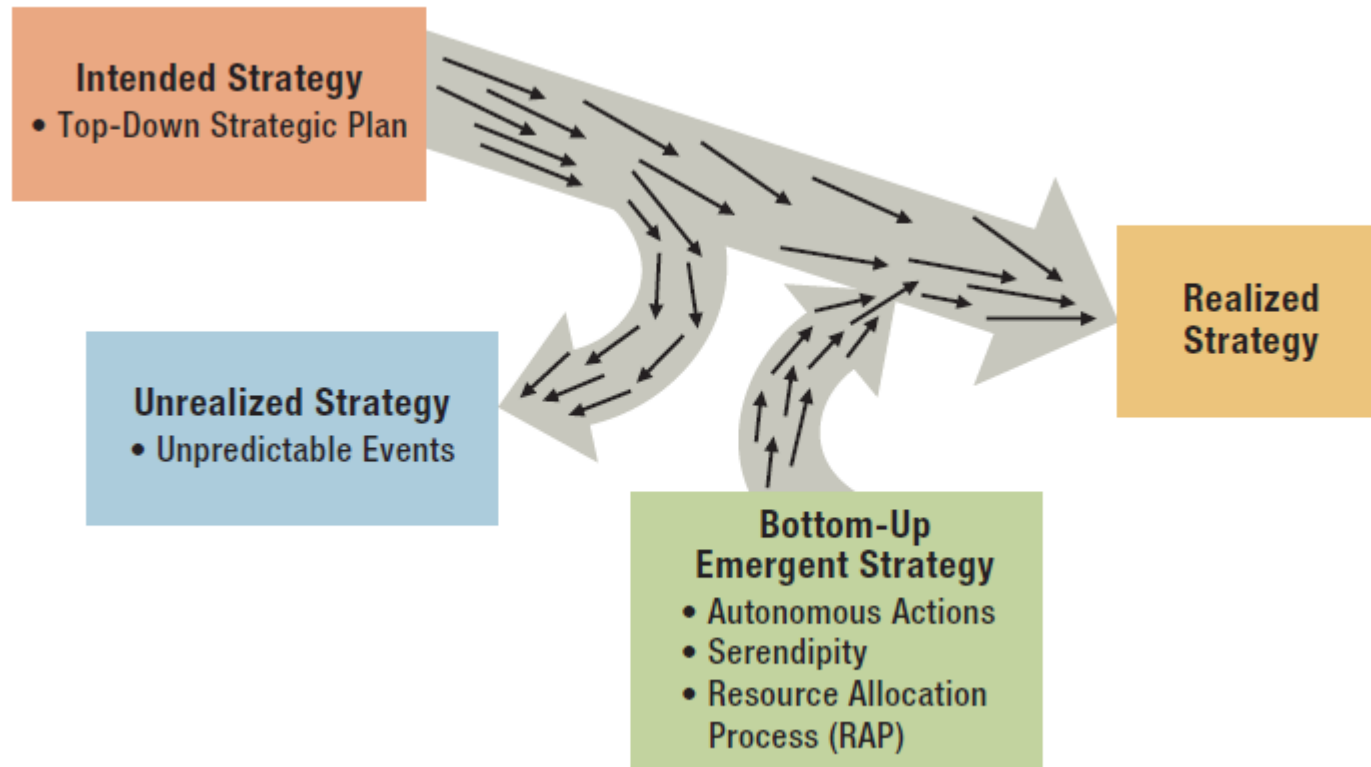 Intended Strategy
• Top-Down Strategic Plan
Unrealized Strategy
• Unpredictable Events
Bottom-Up
Emergent Strategy
• Autonomous Actions
• Serendipity
• Resource Allocation
Process (RAP)
Realized
Strategy